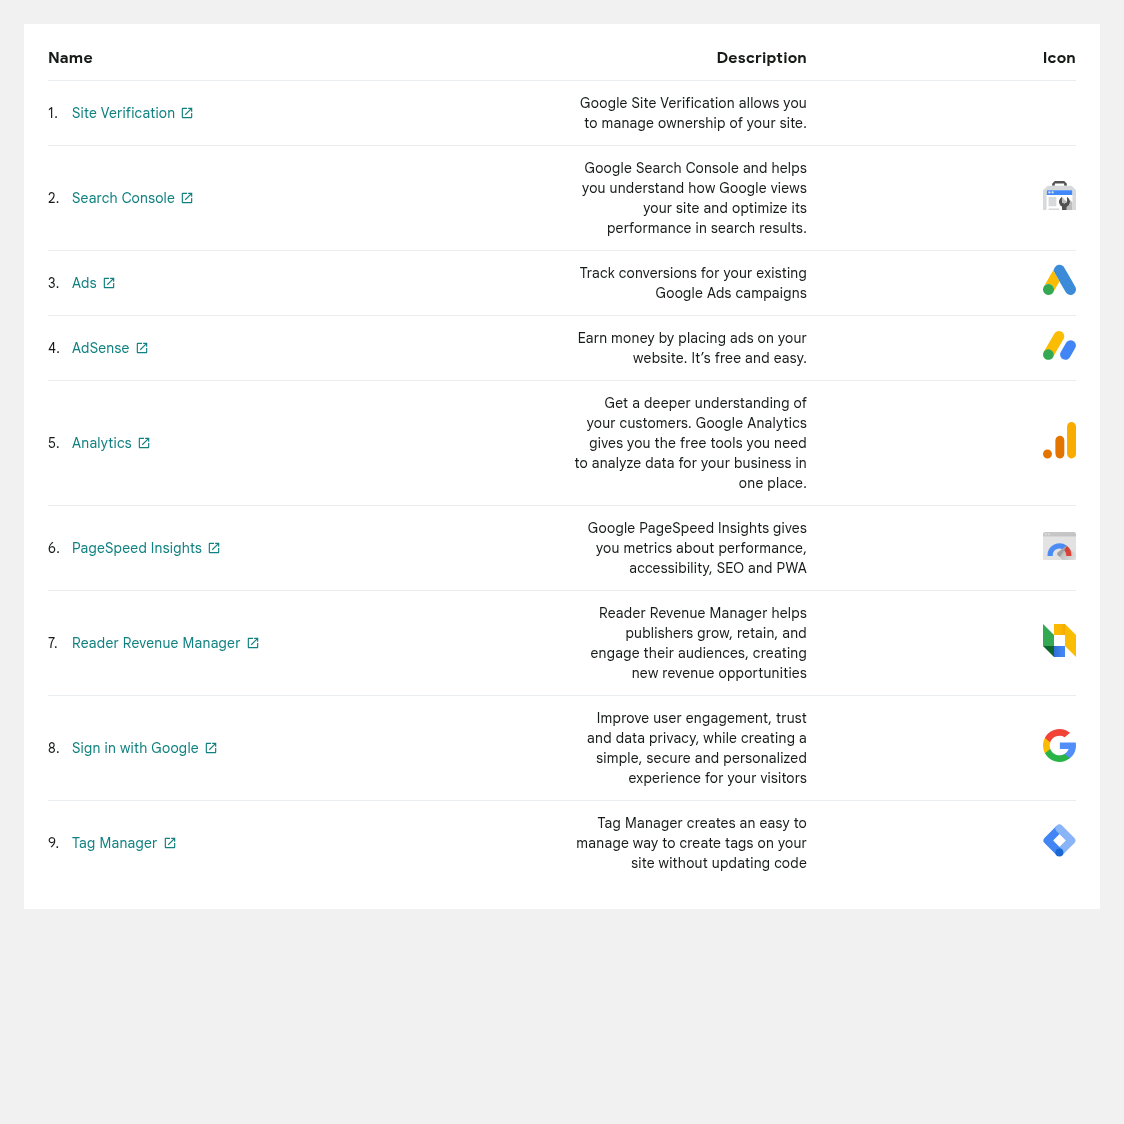 Name Description Icon
1. Site Verification Google Site Verification allows you
to manage ownership of your site.
2. Search Console Google Search Console and helps
you understand how Google views
your site and optimize its
performance in search results.
3. Ads Track conversions for your existing
Google Ads campaigns
4. AdSense Earn money by placing ads on your
website. It’s free and easy.
5. Analytics Get a deeper understanding of
your customers. Google Analytics
gives you the free tools you need
to analyze data for your business in
one place.
6. PageSpeed Insights Google PageSpeed Insights gives
you metrics about performance,
accessibility, SEO and PWA
7. Reader Revenue Manager Reader Revenue Manager helps
publishers grow, retain, and
engage their audiences, creating
new revenue opportunities
8. Sign in with Google Improve user engagement, trust
and data privacy, while creating a
simple, secure and personalized
experience for your visitors
9. Tag Manager Tag Manager creates an easy to
manage way to create tags on your
site without updating code